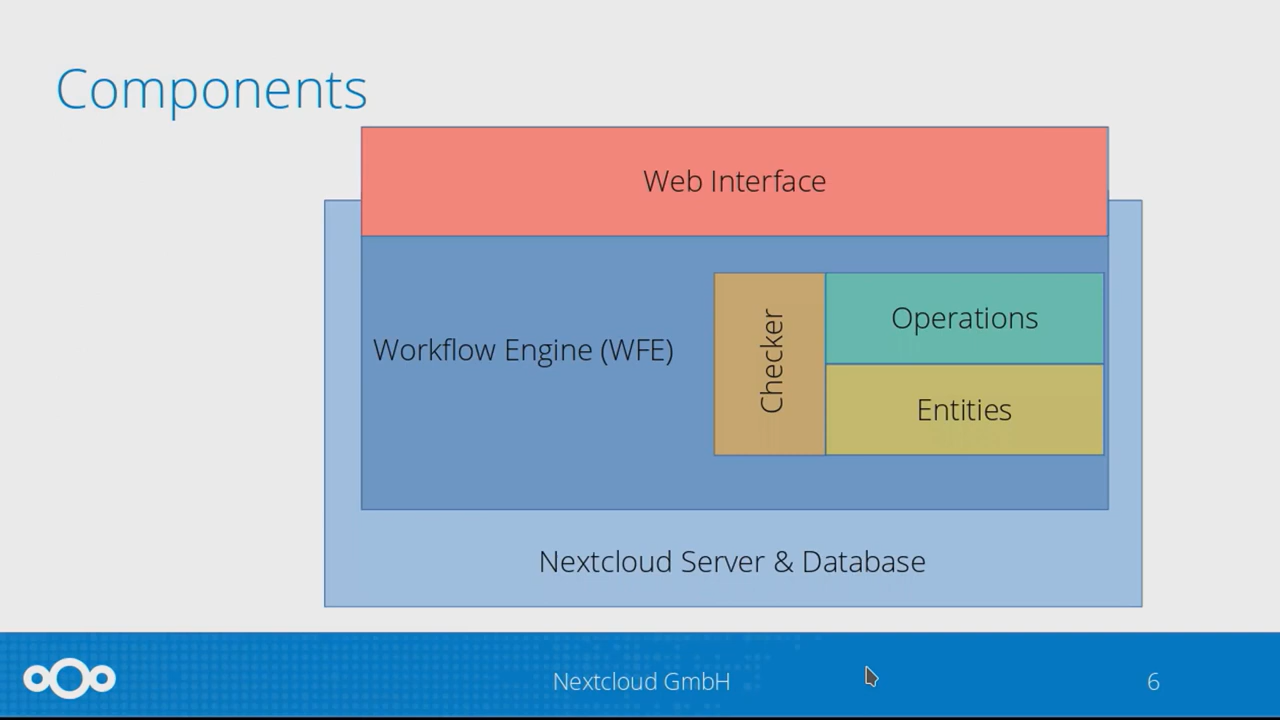 Components
Web Interface
Workflow Engine (WFE)
Checker
Operations
Entities
Nextcloud Server & Database
Nextcloud GmbH
6